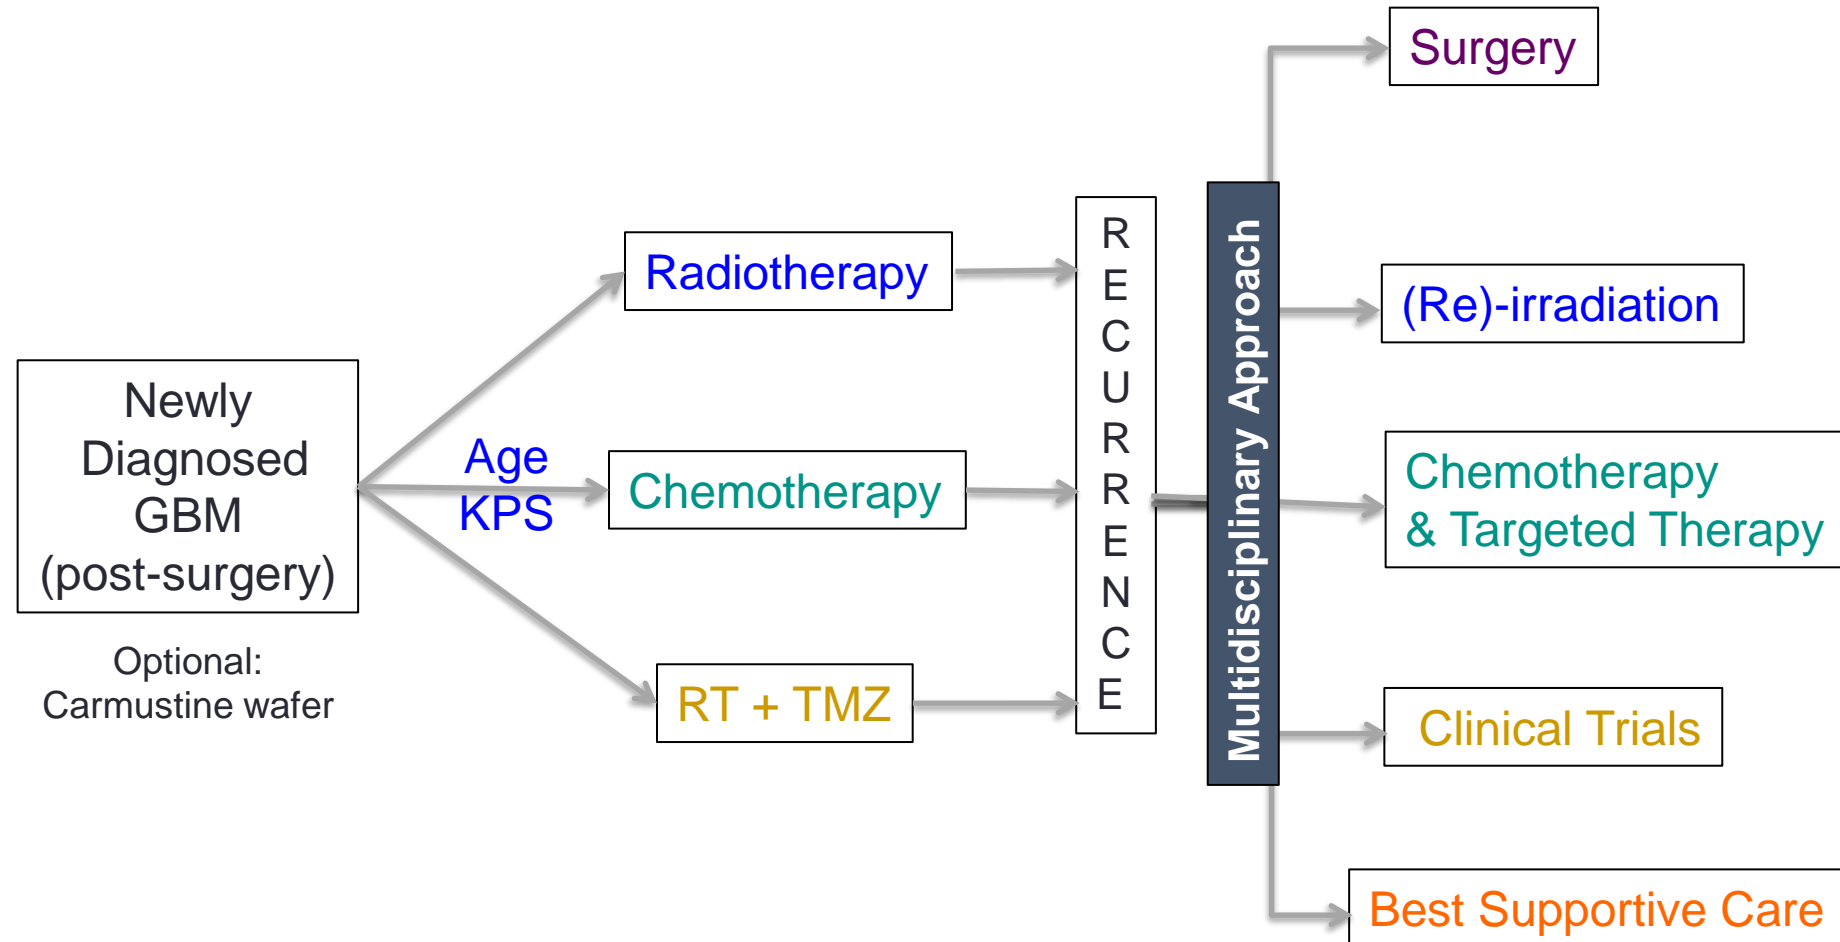 Newly
Diagnosed
GBM
(post-surgery)
Optional:
Carmustine wafer
Age
KPS
Radiotherapy
Chemotherapy
RT + TMZ
RECURRENCE
Multidisciplinary Approach
Surgery
(Re)-irradiation
Chemotherapy
& Targeted Therapy
Clinical Trials
Best Supportive Care